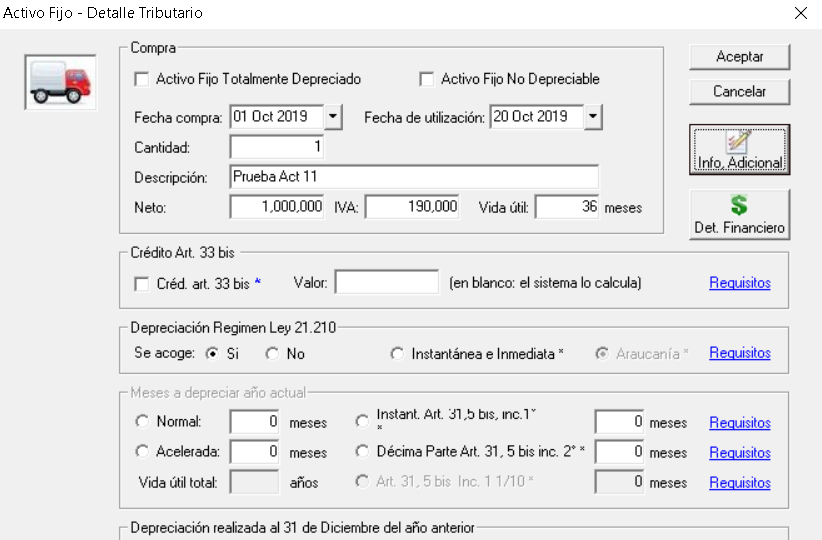 Activo Fijo - Detalle Tributario
Compra
Activo Fijo Totalmente Depreciado
Activo Fijo No Depreciable
Aceptar
Cancelar
Fecha compra: 01 Oct 2019
Fecha de utilización: 20 Oct 2019
Cantidad: 1
Info. Adicional
Descripción: Prueba Act 11
Neto: 1,000,000 IVA: 190,000 Vida útil: 36 meses
Det. Financiero
Crédito Art. 33 bis
Créd. art. 33 bis * Valor: (en blanco: el sistema lo calcula) Requisitos
Depreciación Regimen Ley 21.210
Se acoge: Si No Instantánea e Inmediata * Araucanía * Requisitos
Meses a depreciar año actual
Normal: 0 meses Instant. Art. 31,5 bis, inc.1° * 0 meses Requisitos
Acelerada: 0 meses Décima Parte Art. 31, 5 bis inc. 2° * 0 meses Requisitos
Vida útil total: años Art. 31, 5 bis Inc. 1 1/10 * 0 meses Requisitos
Depreciación realizada al 31 de Diciembre del año anterior